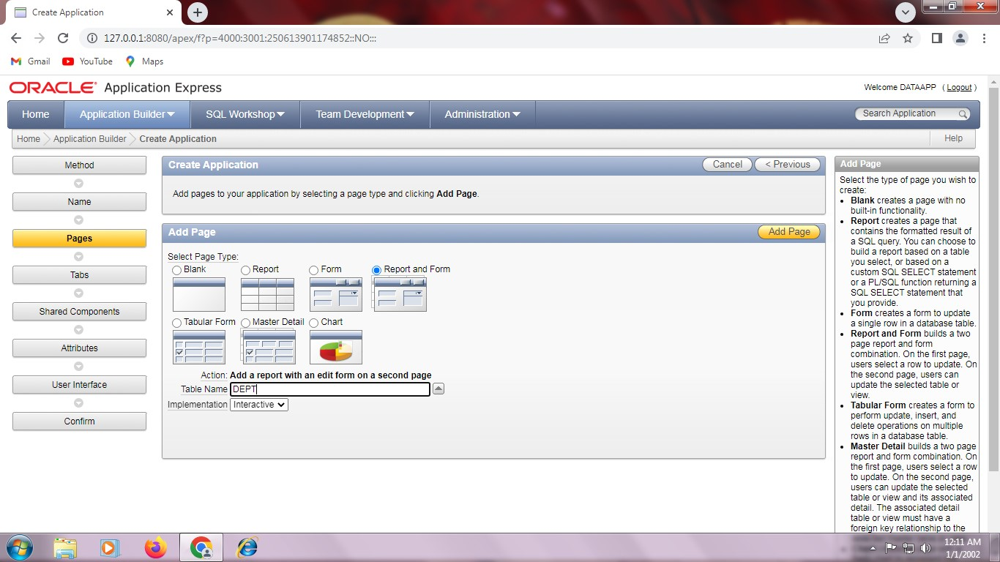 Create Application
127.0.0.1:8080/apex/f?p=4000:3001:250613901174852::NO:::
Gmail
YouTube
Maps
ORACLE Application Express
Welcome DATAAPP ( Logout )
Home
Application Builder
SQL Workshop
Team Development
Administration
Search Application
Home
Application Builder
Create Application
Help
Method
Name
Pages
Tabs
Shared Components
Attributes
User Interface
Confirm
Create Application
Cancel
< Previous
Add pages to your application by selecting a page type and clicking Add Page.
Add Page
Add Page
Select Page Type:
Blank
Report
Form
Report and Form
Tabular Form
Master Detail
Chart
Action: Add a report with an edit form on a second page
Table Name DEPT
Implementation Interactive
Add Page
Select the type of page you wish to
create:
• Blank creates a page with no
built-in functionality.
• Report creates a page that
contains the formatted result of
a SQL query. You can choose to
build a report based on a table
you select, or based on a
custom SQL SELECT statement
or a PL/SQL function returning a
SQL SELECT statement that
you provide.
• Form creates a form to update
a single row in a database table.
• Report and Form builds a two
page report and form
combination. On the first page,
users select a row to update. On
the second page, users can
update the selected table or
view.
• Tabular Form creates a form to
perform update, insert, and
delete operations on multiple
rows in a database table.
• Master Detail builds a two page
report and form combination. On
the first page, users select a row
to update. On the second page,
users can update the selected
table or view and its associated
detail. The associated detail
table or view must have a
foreign key relationship to the
12:11 AM
1/1/2002